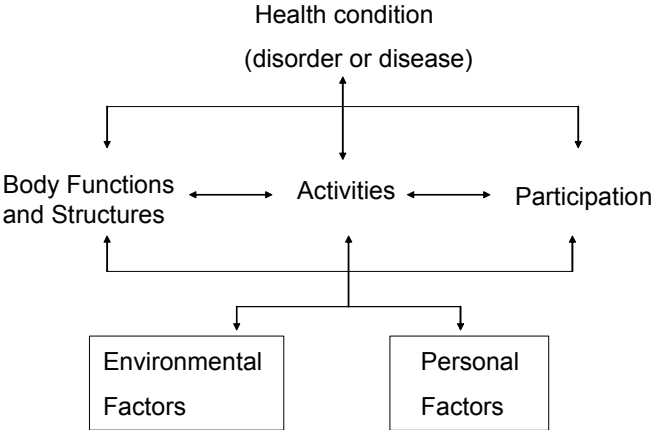 Health condition
(disorder or disease)
Body Functions
and Structures
Activities
Participation
Environmental
Factors
Personal
Factors